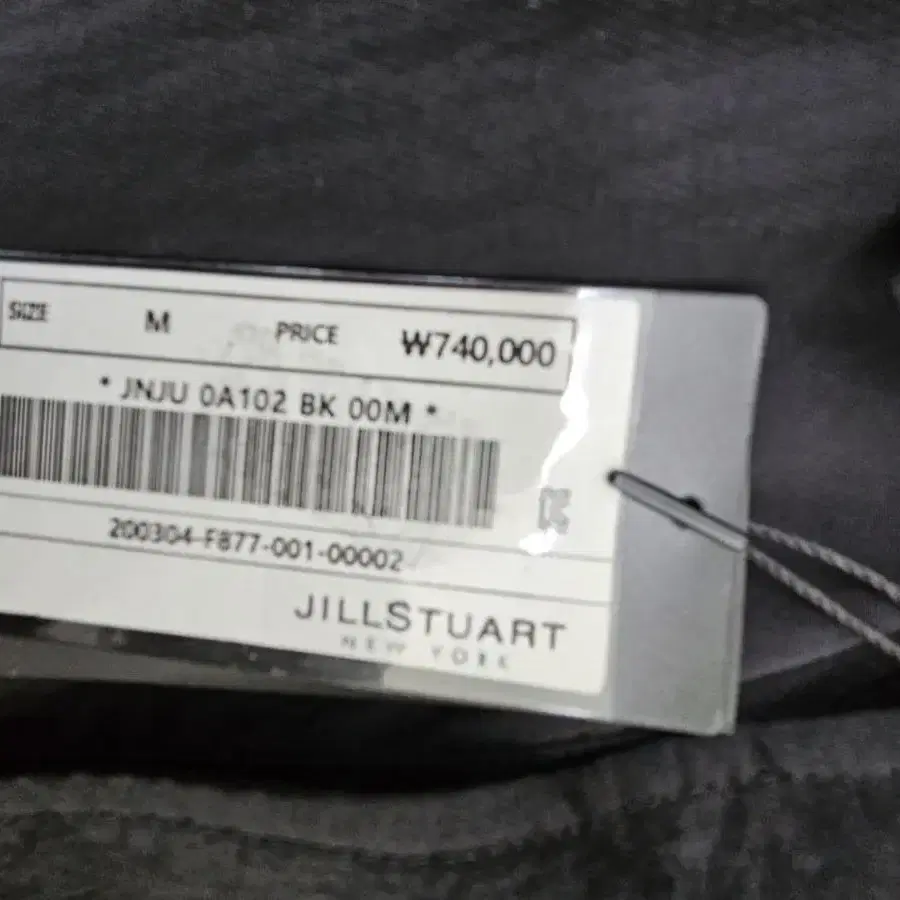 SIZE M PRICE ₩740,000
* JNJU 0A102 BK 00M *
200304-F877-001-00002
JILLSTUART
NEW YORK